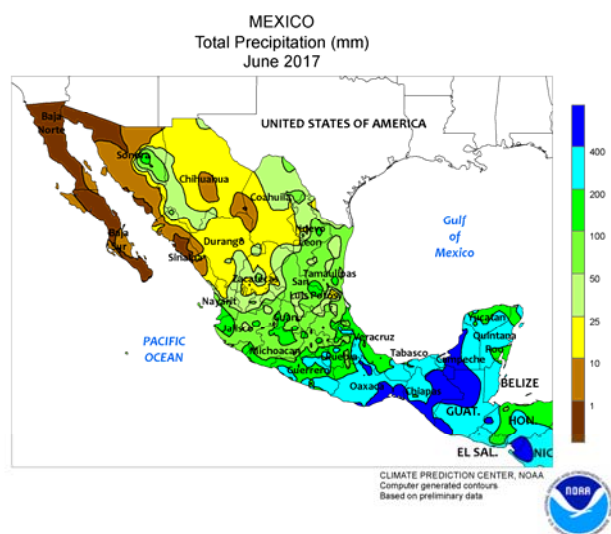 MEXICO
Total Precipitation (mm)
June 2017
Baja
Norte
UNITED STATES OF AMERICA
Sonora
Chihuahua
Coahuila
Baja
Sur
Sinaloa
Durango
Nuevo
Leon
Gulf
of
Mexico
Zacatecas
Tamaulipas
San
Luis Potosi
Nayarit
Jalisco
Guan
Yucatan
Quintana
Roo
PACIFIC
OCEAN
Michoacan
Puebla
Veracruz
Tabasco
Campeche
Guerrero
Oaxaca
Chiapas
BELIZE
GUAT.
HON.
EL SAL.
NIC
400
200
100
50
25
10
1
CLIMATE PREDICTION CENTER, NOAA
Computer generated contours
Based on preliminary data
NOAA